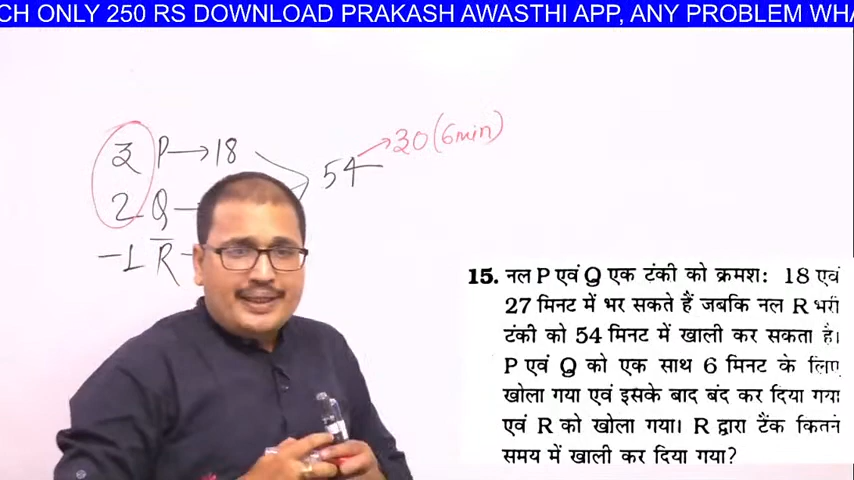 CH ONLY 250 RS DOWNLOAD PRAKASH AWASTHI APP, ANY PROBLEM WHA
3 P→18
54→30(6min)
2 Q
-1 R
15. नल P एवं Q एक टंकी को क्रमश: 18 एवं
27 मिनट में भर सकते हैं जबकि नल R भरी
टंकी को 54 मिनट में खाली कर सकता है।
P एवं Q को एक साथ 6 मिनट के लिए
खोला गया एवं इसके बाद बंद कर दिया गया
एवं R को खोला गया। R द्वारा टैंक कितने
समय में खाली कर दिया गया?